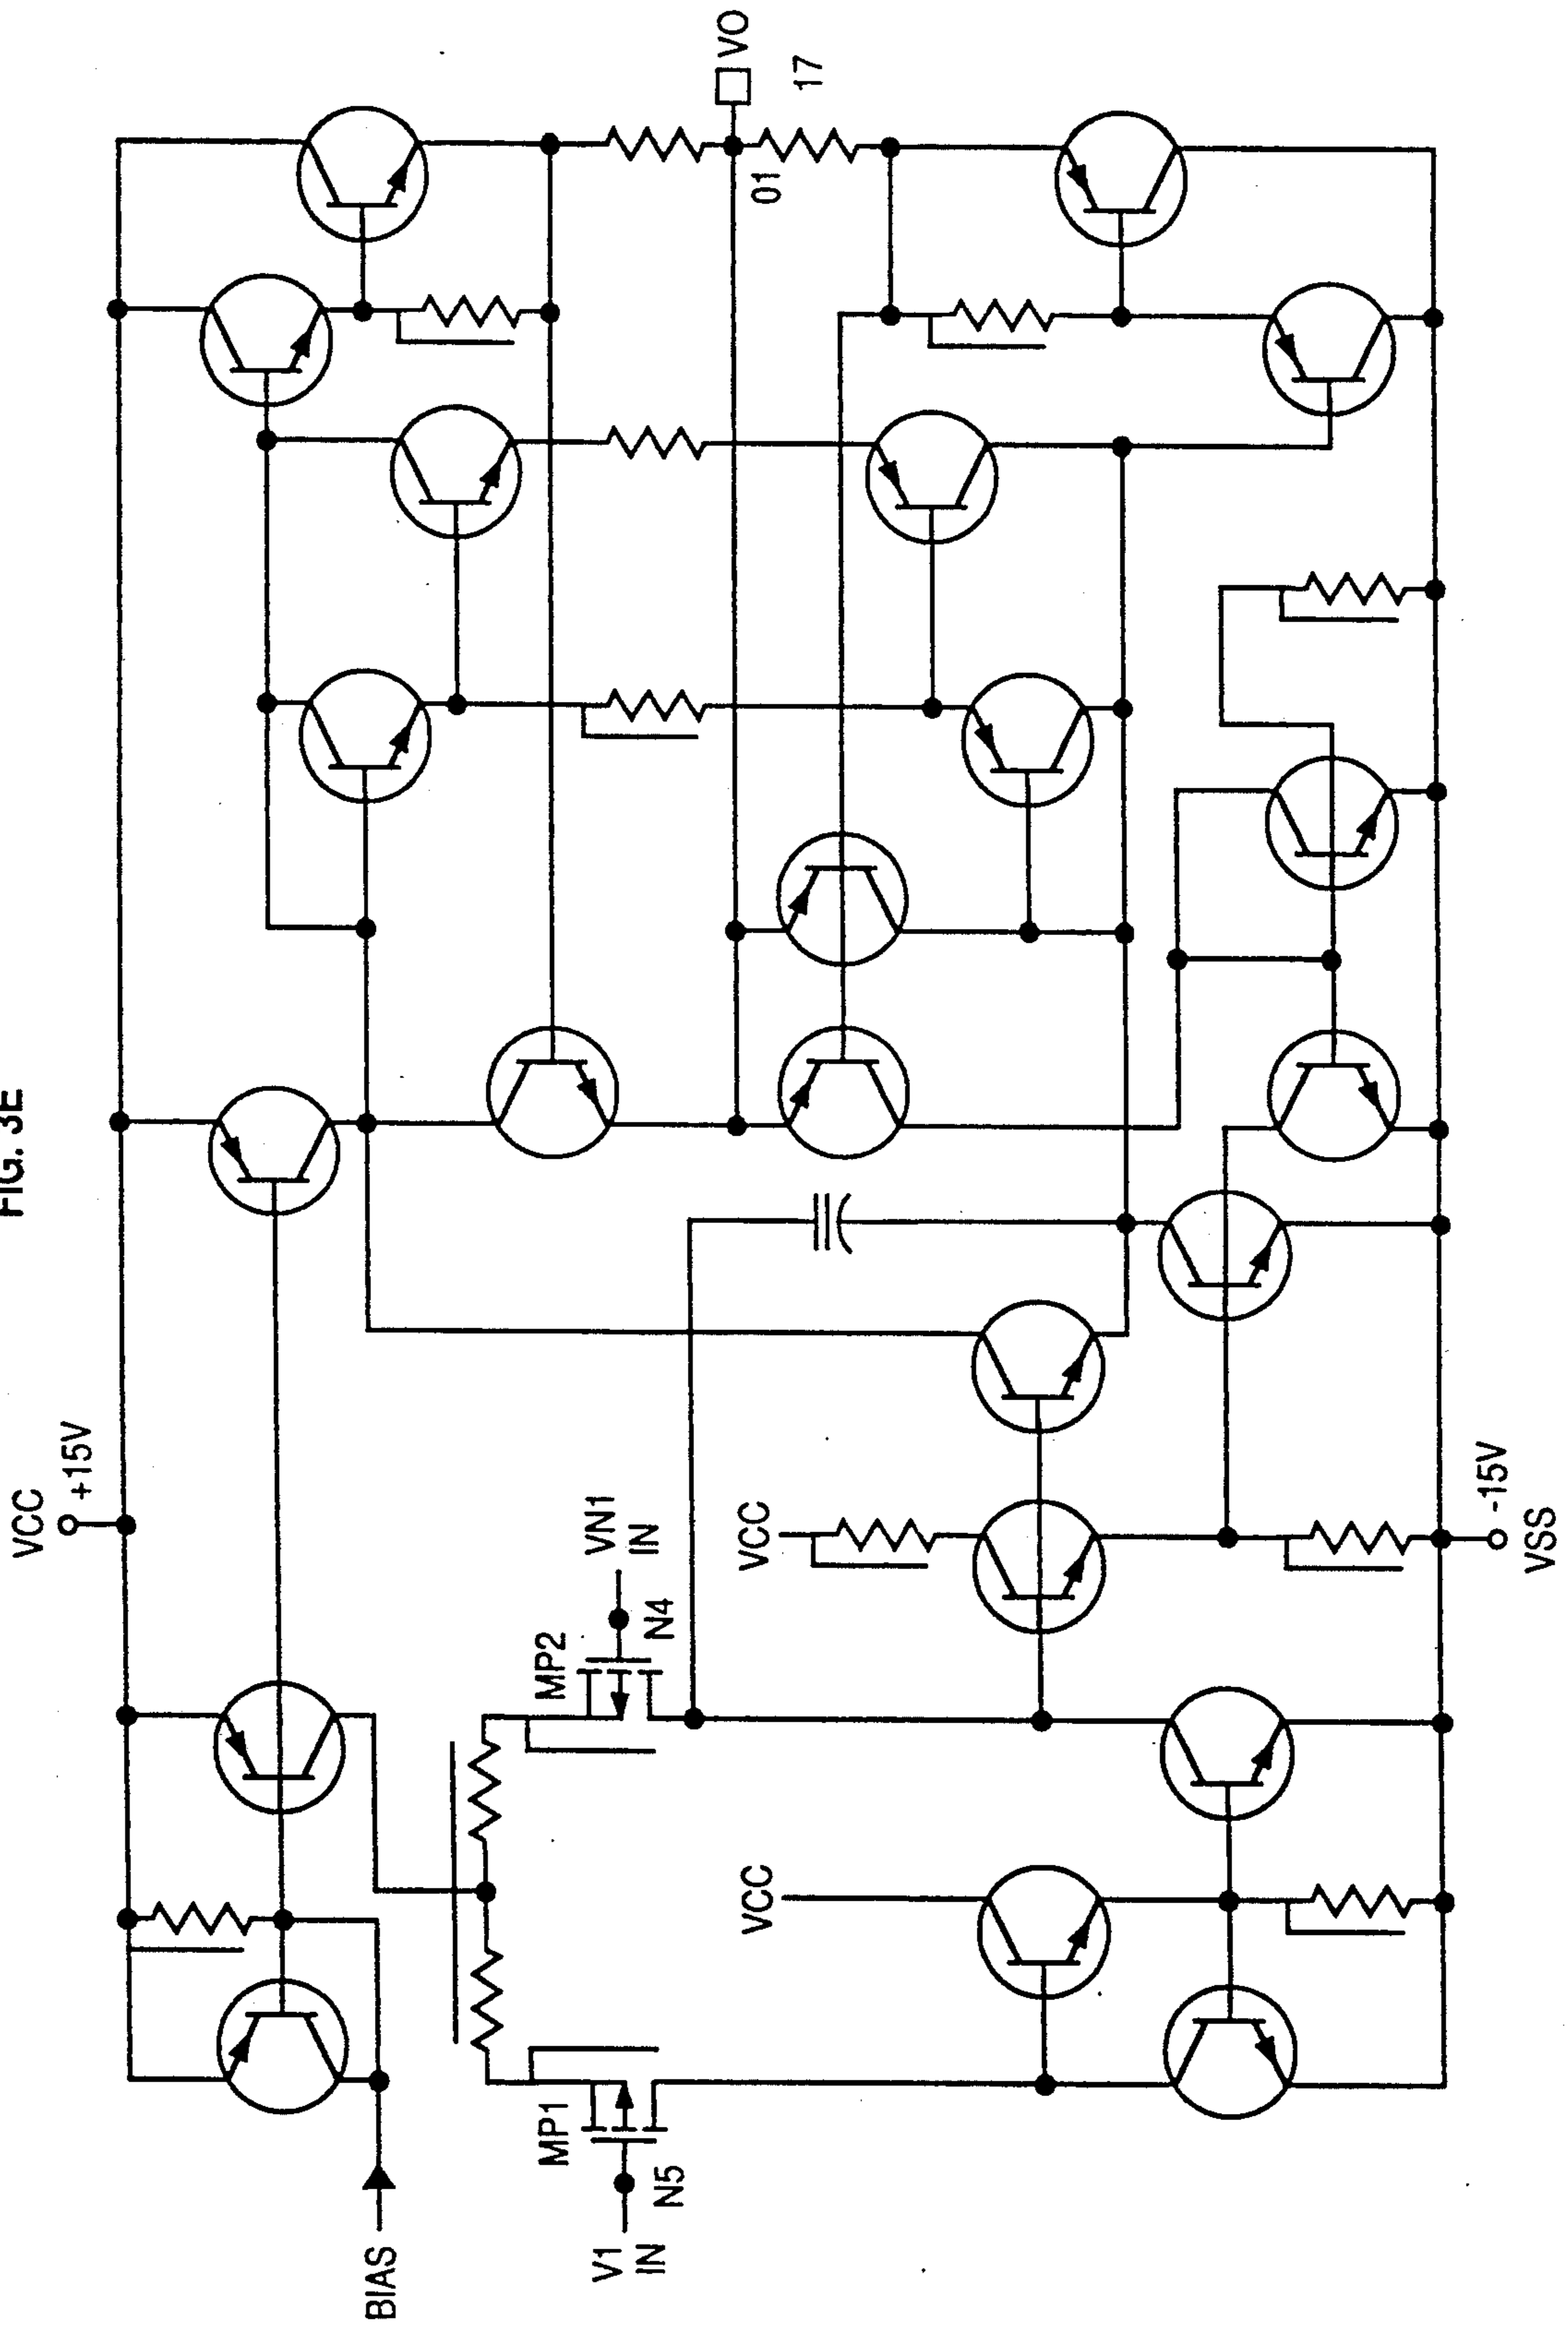 FIG. 3E
VCC
+15V
BIAS
V1
IN
N5
MP1
MP2
N4
VN1
IN
VCC
VCC
VO
01
17
-15V
VSS